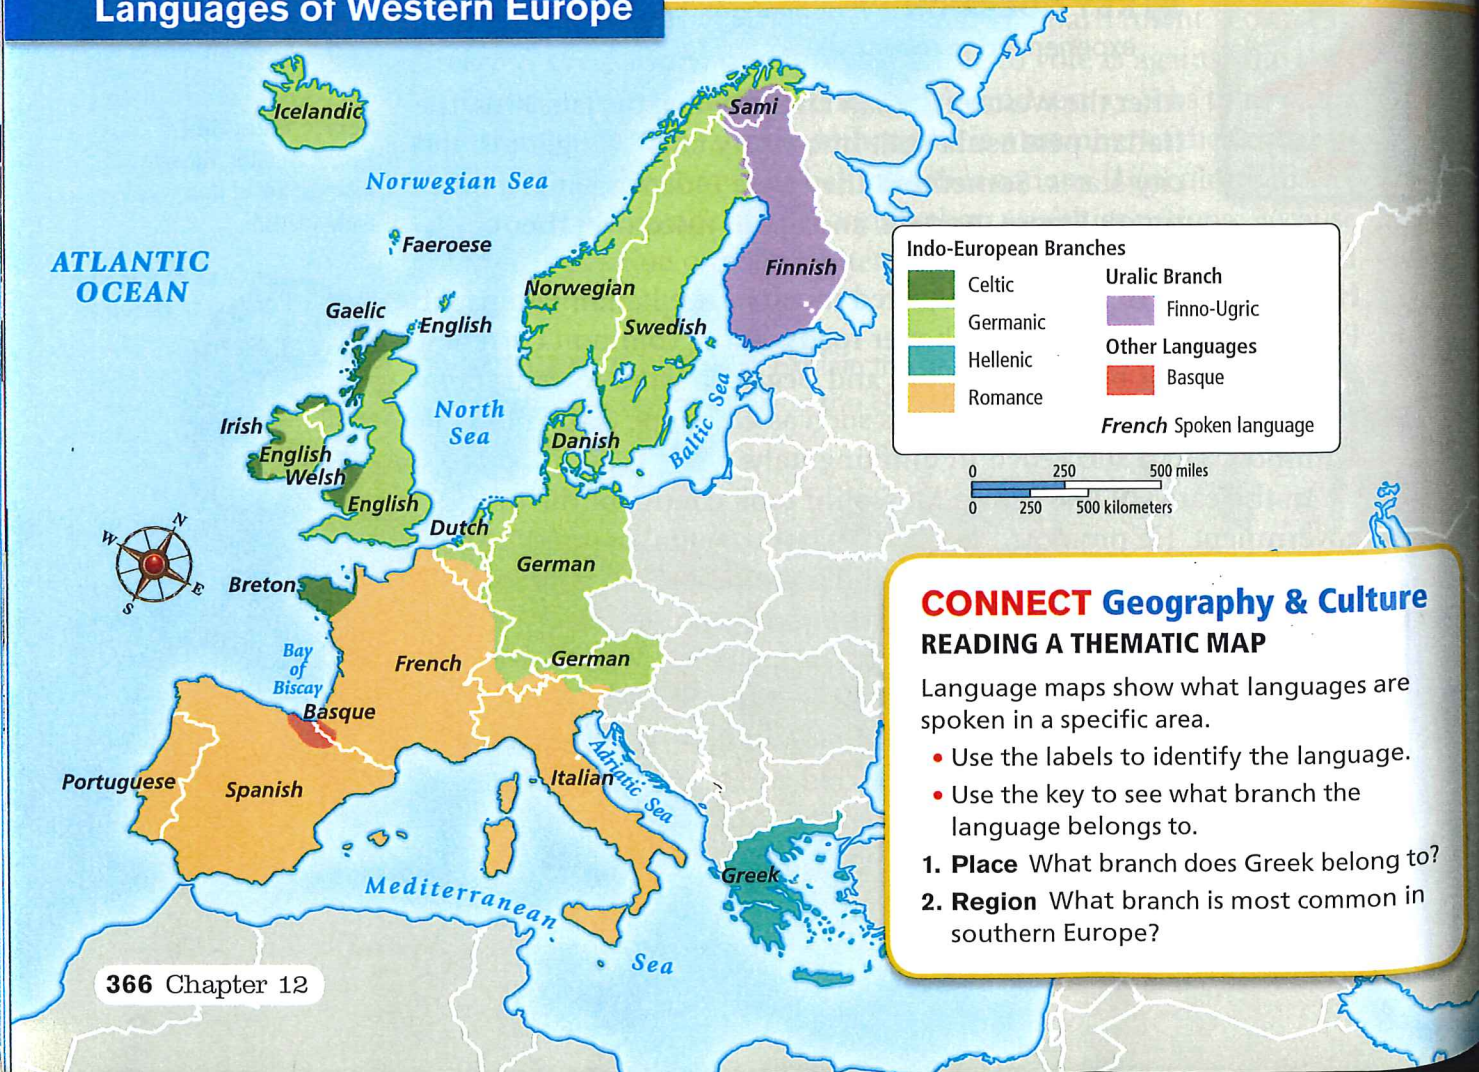 Languages of Western Europe
Icelandic
Sami
Norwegian Sea
Faeroese
ATLANTIC
OCEAN
Finnish
Norwegian
Gaelic
English
Swedish
Indo-European Branches
Celtic
Germanic
Hellenic
Romance
Uralic Branch
Finno-Ugric
Other Languages
Basque
French Spoken language
0 250 500 miles
0 250 500 kilometers
North
Sea
Baltic Sea
Irish
English
Welsh
Danish
English
Dutch
N
W
E
S
German
Breton
Bay
of
Biscay
French
German
Basque
Portuguese
Spanish
Italian
Adriatic Sea
Greek
Mediterranean
Sea
CONNECT Geography & Culture
READING A THEMATIC MAP
Language maps show what languages are
spoken in a specific area.
• Use the labels to identify the language.
• Use the key to see what branch the
language belongs to.
1. Place What branch does Greek belong to?
2. Region What branch is most common in
southern Europe?
366 Chapter 12